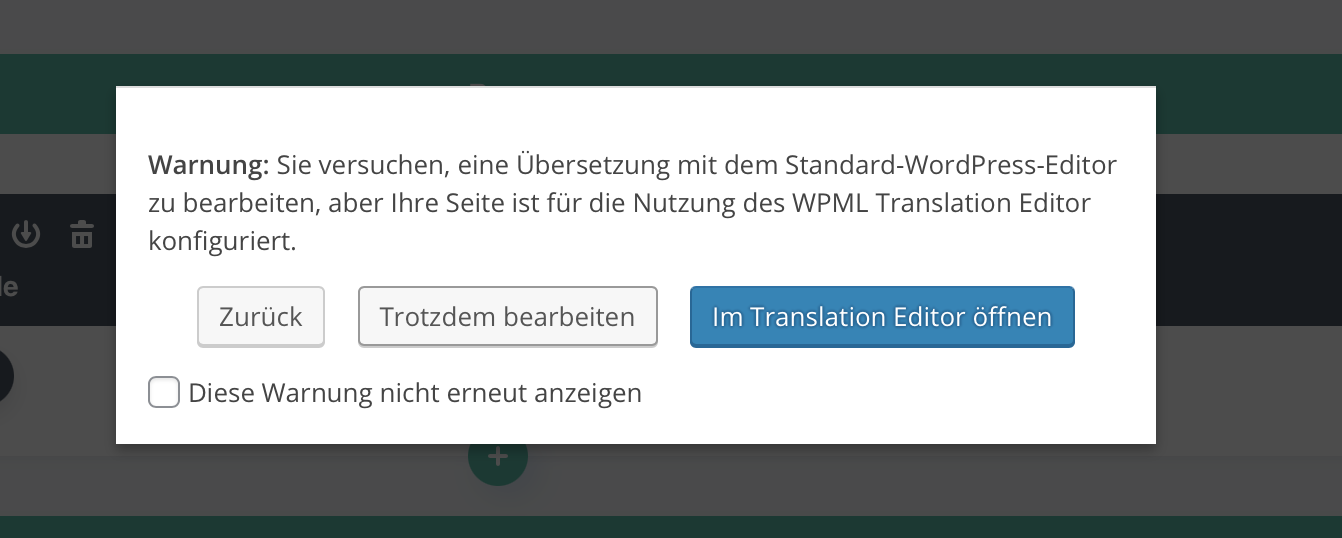 Warnung: Sie versuchen, eine Übersetzung mit dem Standard-WordPress-Editor
zu bearbeiten, aber Ihre Seite ist für die Nutzung des WPML Translation Editor
konfiguriert.
Zurück
Trotzdem bearbeiten
Im Translation Editor öffnen
Diese Warnung nicht erneut anzeigen